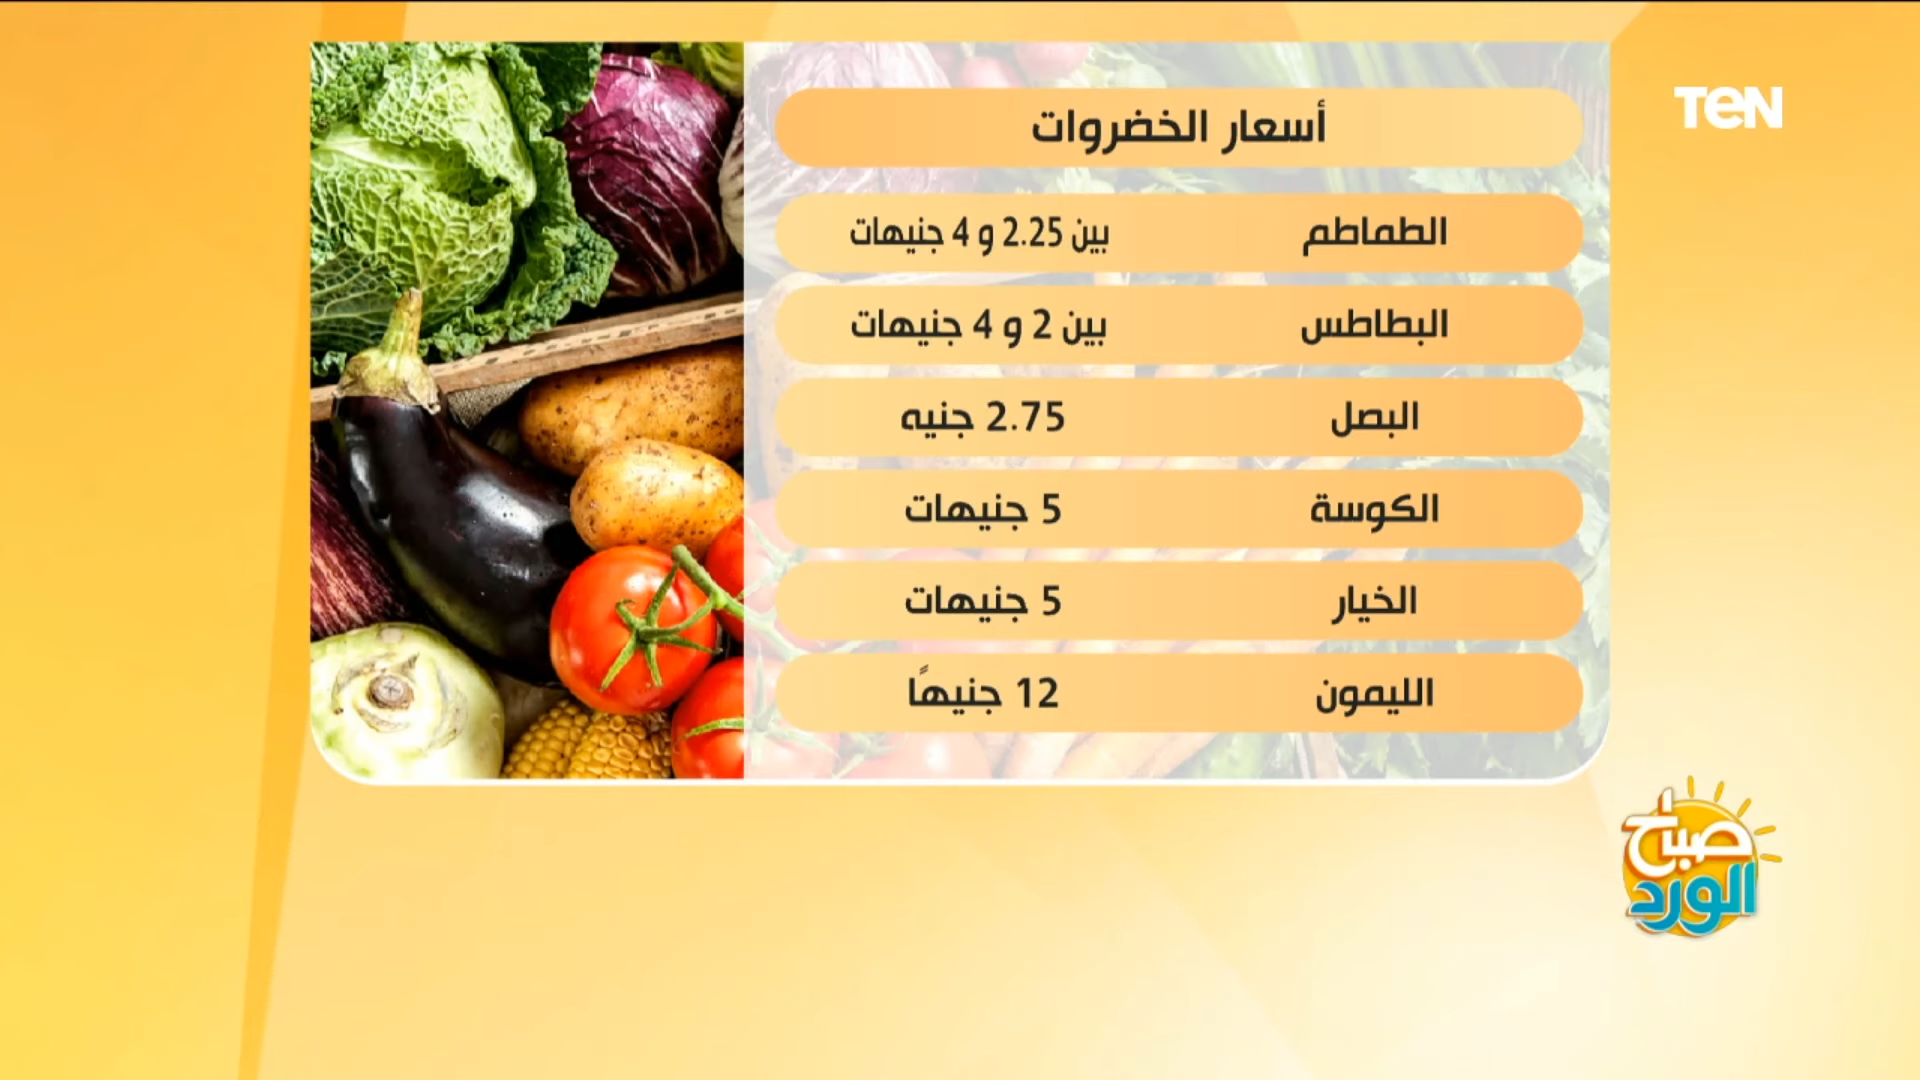 TEN
أسعار الخضروات
الطماطم بين 2.25 و 4 جنيهات
البطاطس بين 2 و 4 جنيهات
البصل 2.75 جنيه
الكوسة 5 جنيهات
الخيار 5 جنيهات
الليمون 12 جنيهًا
صباح
الورد